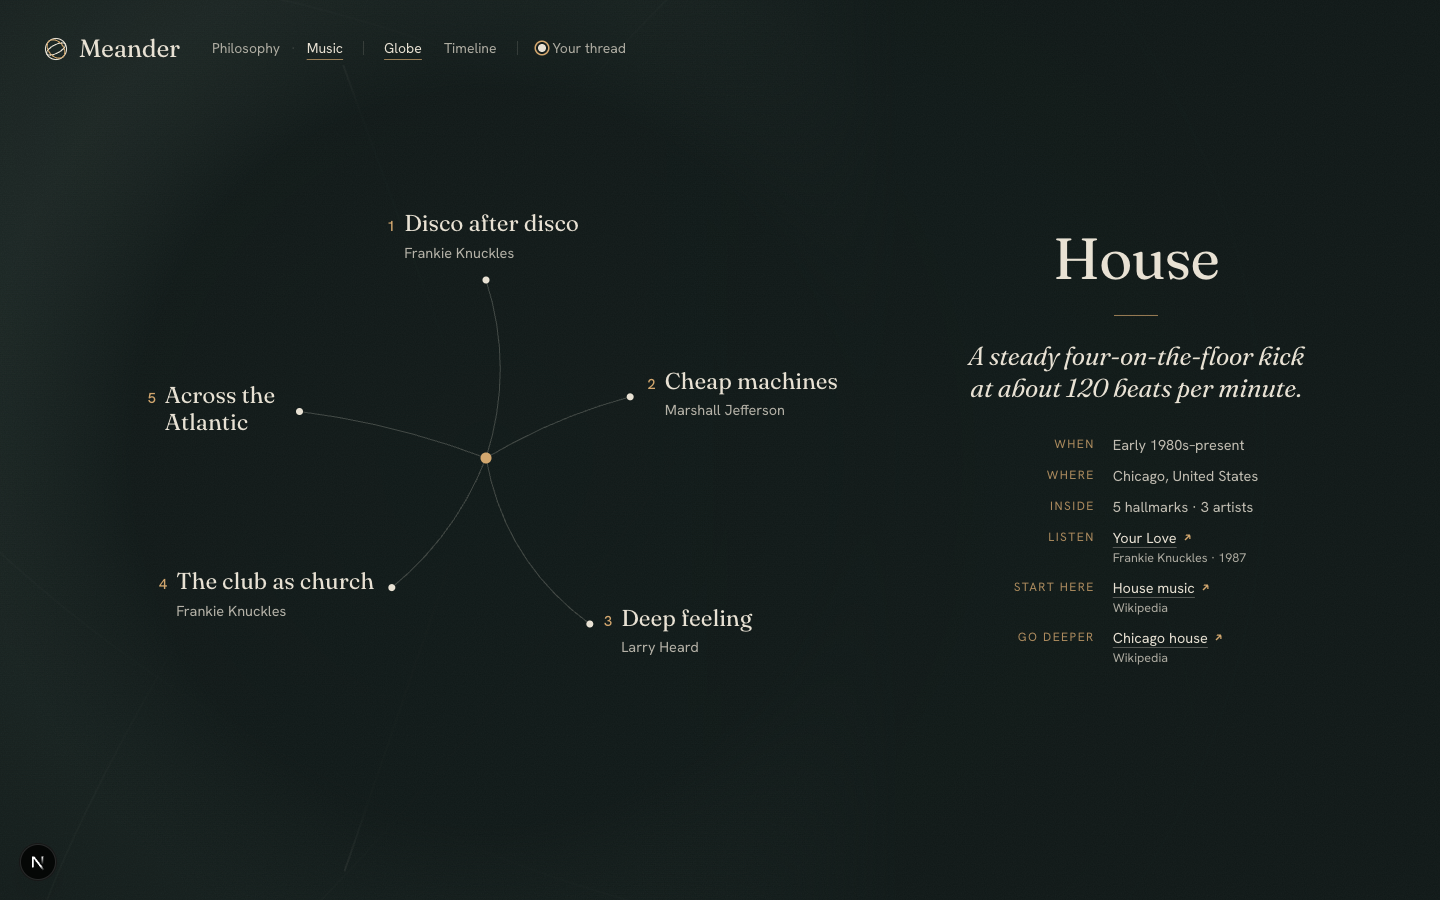 Meander
Philosophy · Music | Globe Timeline | Your thread
1 Disco after disco
Frankie Knuckles
2 Cheap machines
Marshall Jefferson
5 Across the
Atlantic
4 The club as church
Frankie Knuckles
3 Deep feeling
Larry Heard
House
A steady four-on-the-floor kick
at about 120 beats per minute.
WHEN Early 1980s–present
WHERE Chicago, United States
INSIDE 5 hallmarks · 3 artists
LISTEN Your Love ↗
Frankie Knuckles · 1987
START HERE House music ↗
Wikipedia
GO DEEPER Chicago house ↗
Wikipedia
N